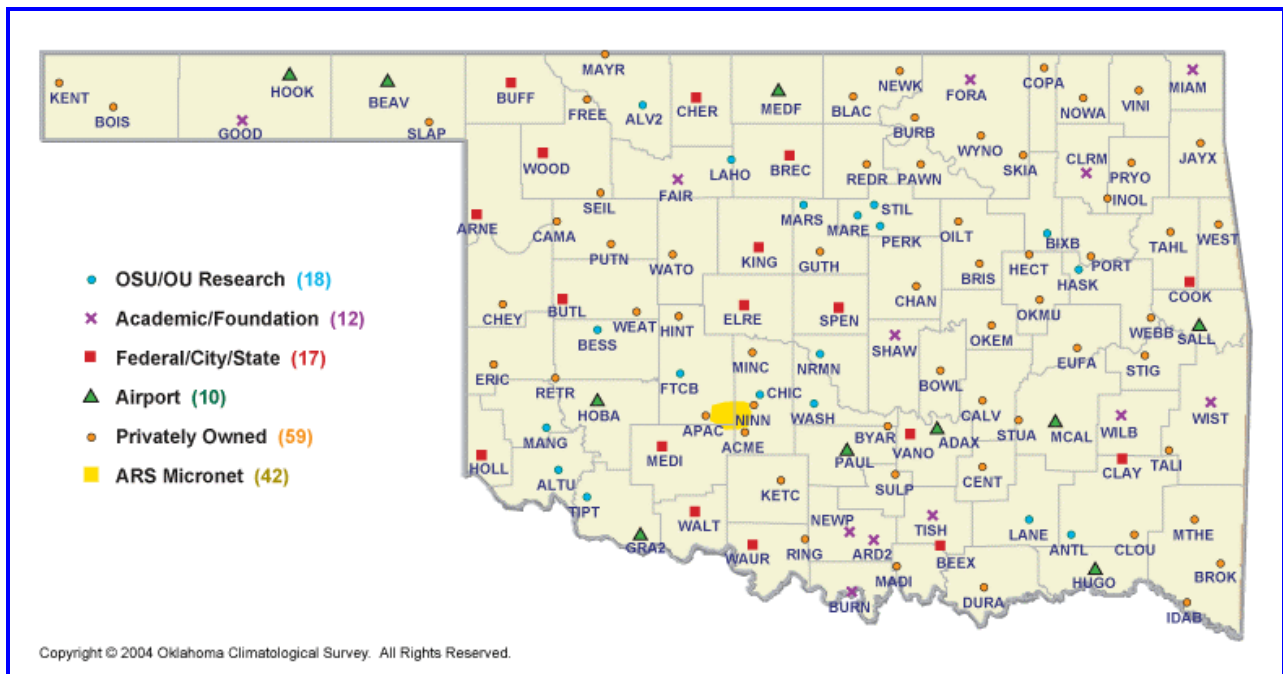 MAYR
KENT
BOIS
HOOK
GOOD
BEAV
SLAP
BUFF
FREE
ALV2
CHER
MEDF
BLAC
NEWK
FORA
COPA
NOWA
VINI
MIAM
BURB
WYNO
SKIA
CLRM
PRYO
JAYX
WOOD
LAHO
BREC
REDR
PAWN
INOL
FAIR
SEIL
MARS
STIL
MARE
PERK
OILT
BIXB
TAHL
WEST
ARNE
CAMA
PUTN
WATO
KING
GUTH
BRIS
HECT
PORT
HASK
COOK
OSU/OU Research (18)
Academic/Foundation (12)
Federal/City/State (17)
Airport (10)
Privately Owned (59)
ARS Micronet (42)
CHEY
BUTL
WEAT
HINT
ELRE
SPEN
CHAN
OKMU
WEBB
SALL
BESS
SHAW
OKEM
EUFA
STIG
MINC
NRMN
ERIC
RETR
FTCB
BOWL
HOBA
CHIC
WASH
CALV
WIST
APAC
NINN
ACME
BYAR
VANO
ADAX
STUA
MCAL
WILB
MANG
MEDI
PAUL
TALI
HOLL
ALTU
KETC
SULP
CENT
CLAY
TIPT
WALT
NEWP
TISH
LANE
ANTL
CLOU
MTHE
GRA2
WAUR
RING
ARD2
BEEX
MADI
BURN
DURA
HUGO
BROK
IDAB
Copyright © 2004 Oklahoma Climatological Survey. All Rights Reserved.